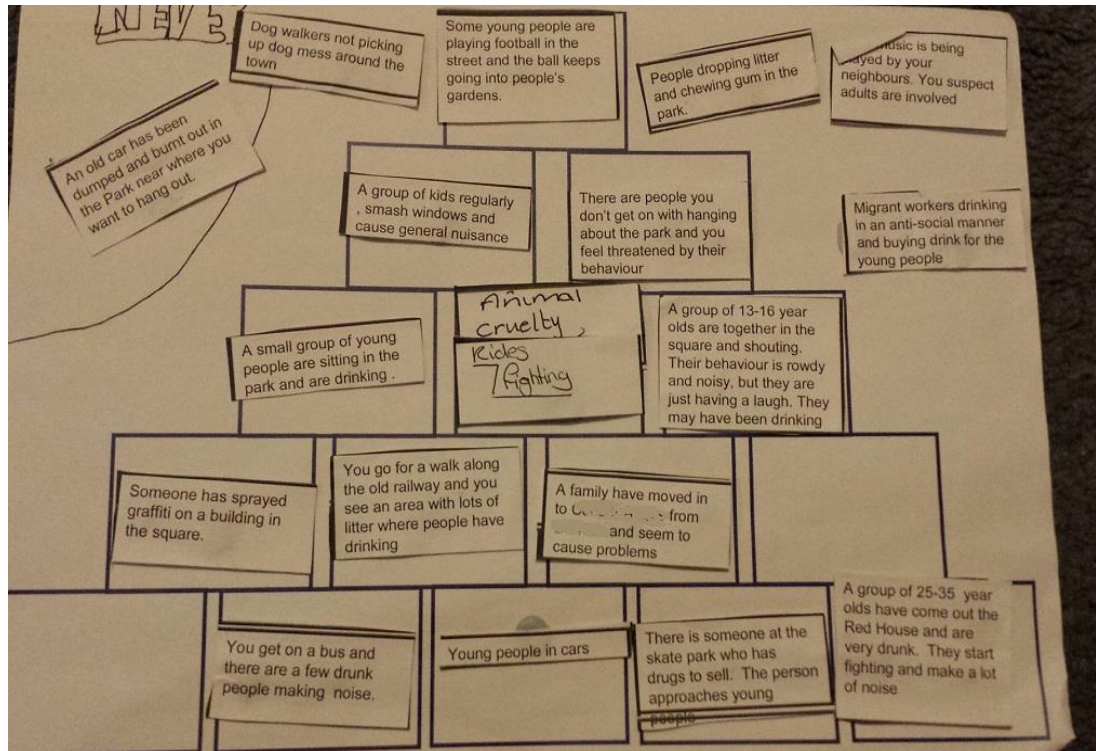 NEVE
Dog walkers not picking
up dog mess around the
town
Some young people are
playing football in the
street and the ball keeps
going into people's
gardens.
People dropping litter
and chewing gum in the
park.
music is being
played by your
neighbours. You suspect
adults are involved
An old car has been
dumped and burnt out in
the Park near where you
want to hang out.
A group of kids regularly
, smash windows and
cause general nuisance
There are people you
don't get on with hanging
about the park and you
feel threatened by their
behaviour
Migrant workers drinking
in an anti-social manner
and buying drink for the
young people
A small group of young
people are sitting in the
park and are drinking .
Animal
cruelty,
Kides
fighting
A group of 13-16 year
olds are together in the
square and shouting.
Their behaviour is rowdy
and noisy, but they are
just having a laugh. They
may have been drinking
Someone has sprayed
graffiti on a building in
the square.
You go for a walk along
the old railway and you
see an area with lots of
litter where people have
drinking
A family have moved in
to from
and seem to
cause problems
You get on a bus and
there are a few drunk
people making noise.
Young people in cars
There is someone at the
skate park who has
drugs to sell. The person
approaches young
people
A group of 25-35 year
olds have come out the
Red House and are
very drunk. They start
fighting and make a lot
of noise